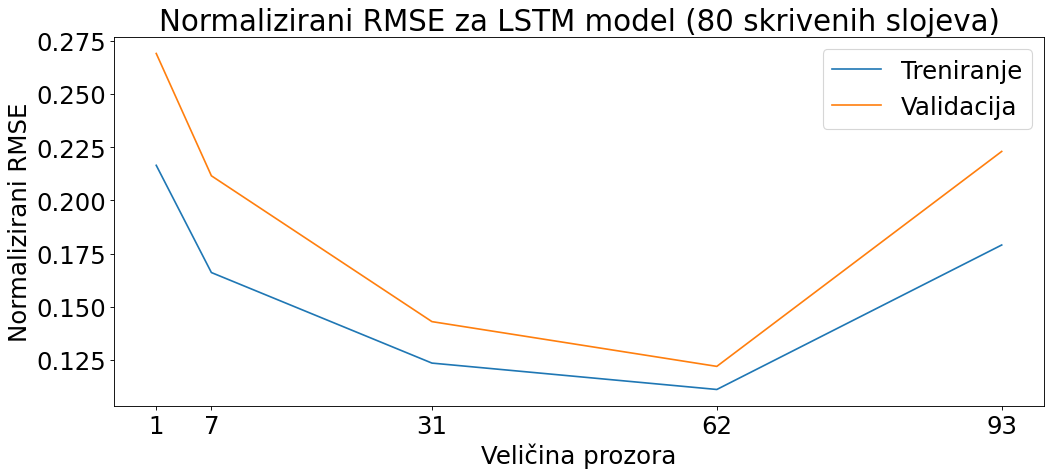 Normalizirani RMSE za LSTM model (80 skrivenih slojeva)
0.275
0.250
0.225
0.200
0.175
0.150
0.125
Normalizirani RMSE
Treniranje
Validacija
1 7 31 62 93
Veličina prozora